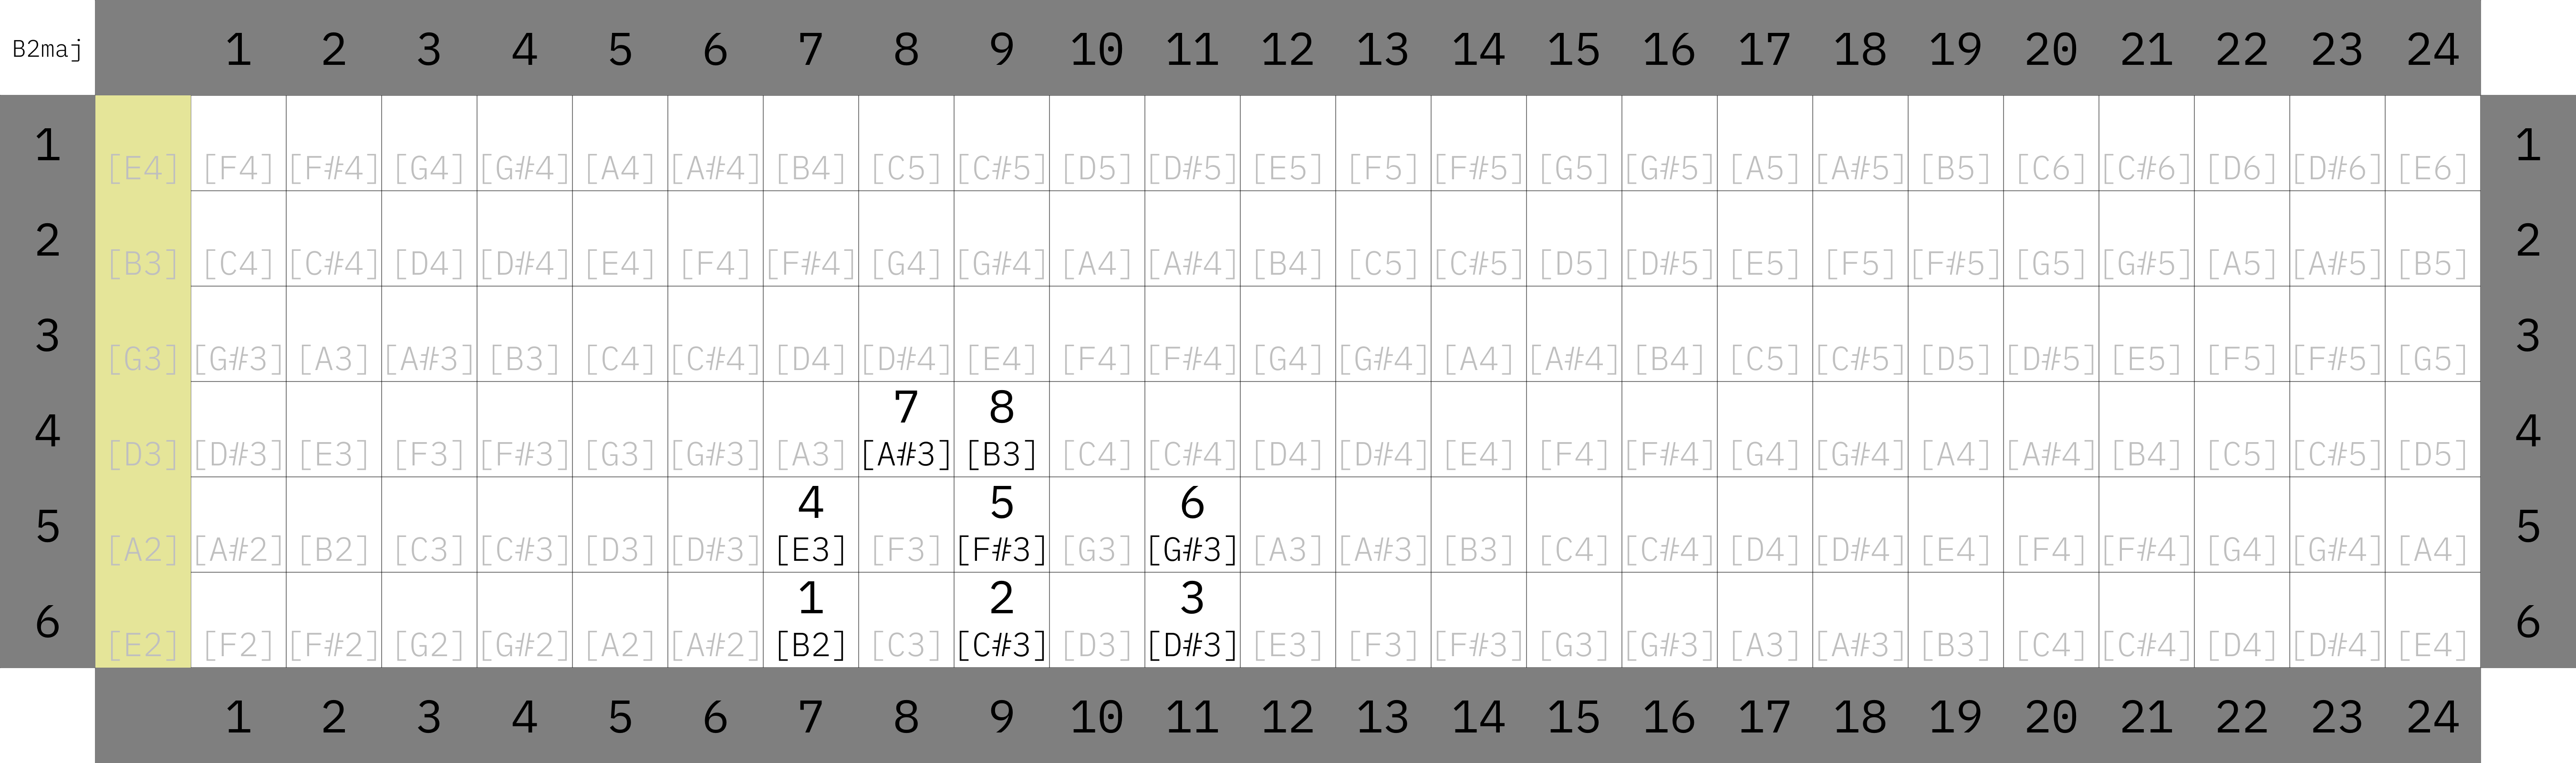 B2maj 1 2 3 4 5 6 7 8 9 10 11 12 13 14 15 16 17 18 19 20 21 22 23 24
1 [E4] [F4] [F#4] [G4] [G#4] [A4] [A#4] [B4] [C5] [C#5] [D5] [D#5] [E5] [F5] [F#5] [G5] [G#5] [A5] [A#5] [B5] [C6] [C#6] [D6] [D#6] [E6] 1
2 [B3] [C4] [C#4] [D4] [D#4] [E4] [F4] [F#4] [G4] [G#4] [A4] [A#4] [B4] [C5] [C#5] [D5] [D#5] [E5] [F5] [F#5] [G5] [G#5] [A5] [A#5] [B5] 2
3 [G3] [G#3] [A3] [A#3] [B3] [C4] [C#4] [D4] [D#4] [E4] [F4] [F#4] [G4] [G#4] [A4] [A#4] [B4] [C5] [C#5] [D5] [D#5] [E5] [F5] [F#5] [G5] 3
7 8
4 [D3] [D#3] [E3] [F3] [F#3] [G3] [G#3] [A3] [A#3] [B3] [C4] [C#4] [D4] [D#4] [E4] [F4] [F#4] [G4] [G#4] [A4] [A#4] [B4] [C5] [C#5] [D5] 4
4 5 6
5 [A2] [A#2] [B2] [C3] [C#3] [D3] [D#3] [E3] [F3] [F#3] [G3] [G#3] [A3] [A#3] [B3] [C4] [C#4] [D4] [D#4] [E4] [F4] [F#4] [G4] [G#4] [A4] 5
1 2 3
6 [E2] [F2] [F#2] [G2] [G#2] [A2] [A#2] [B2] [C3] [C#3] [D3] [D#3] [E3] [F3] [F#3] [G3] [G#3] [A3] [A#3] [B3] [C4] [C#4] [D4] [D#4] [E4] 6
1 2 3 4 5 6 7 8 9 10 11 12 13 14 15 16 17 18 19 20 21 22 23 24